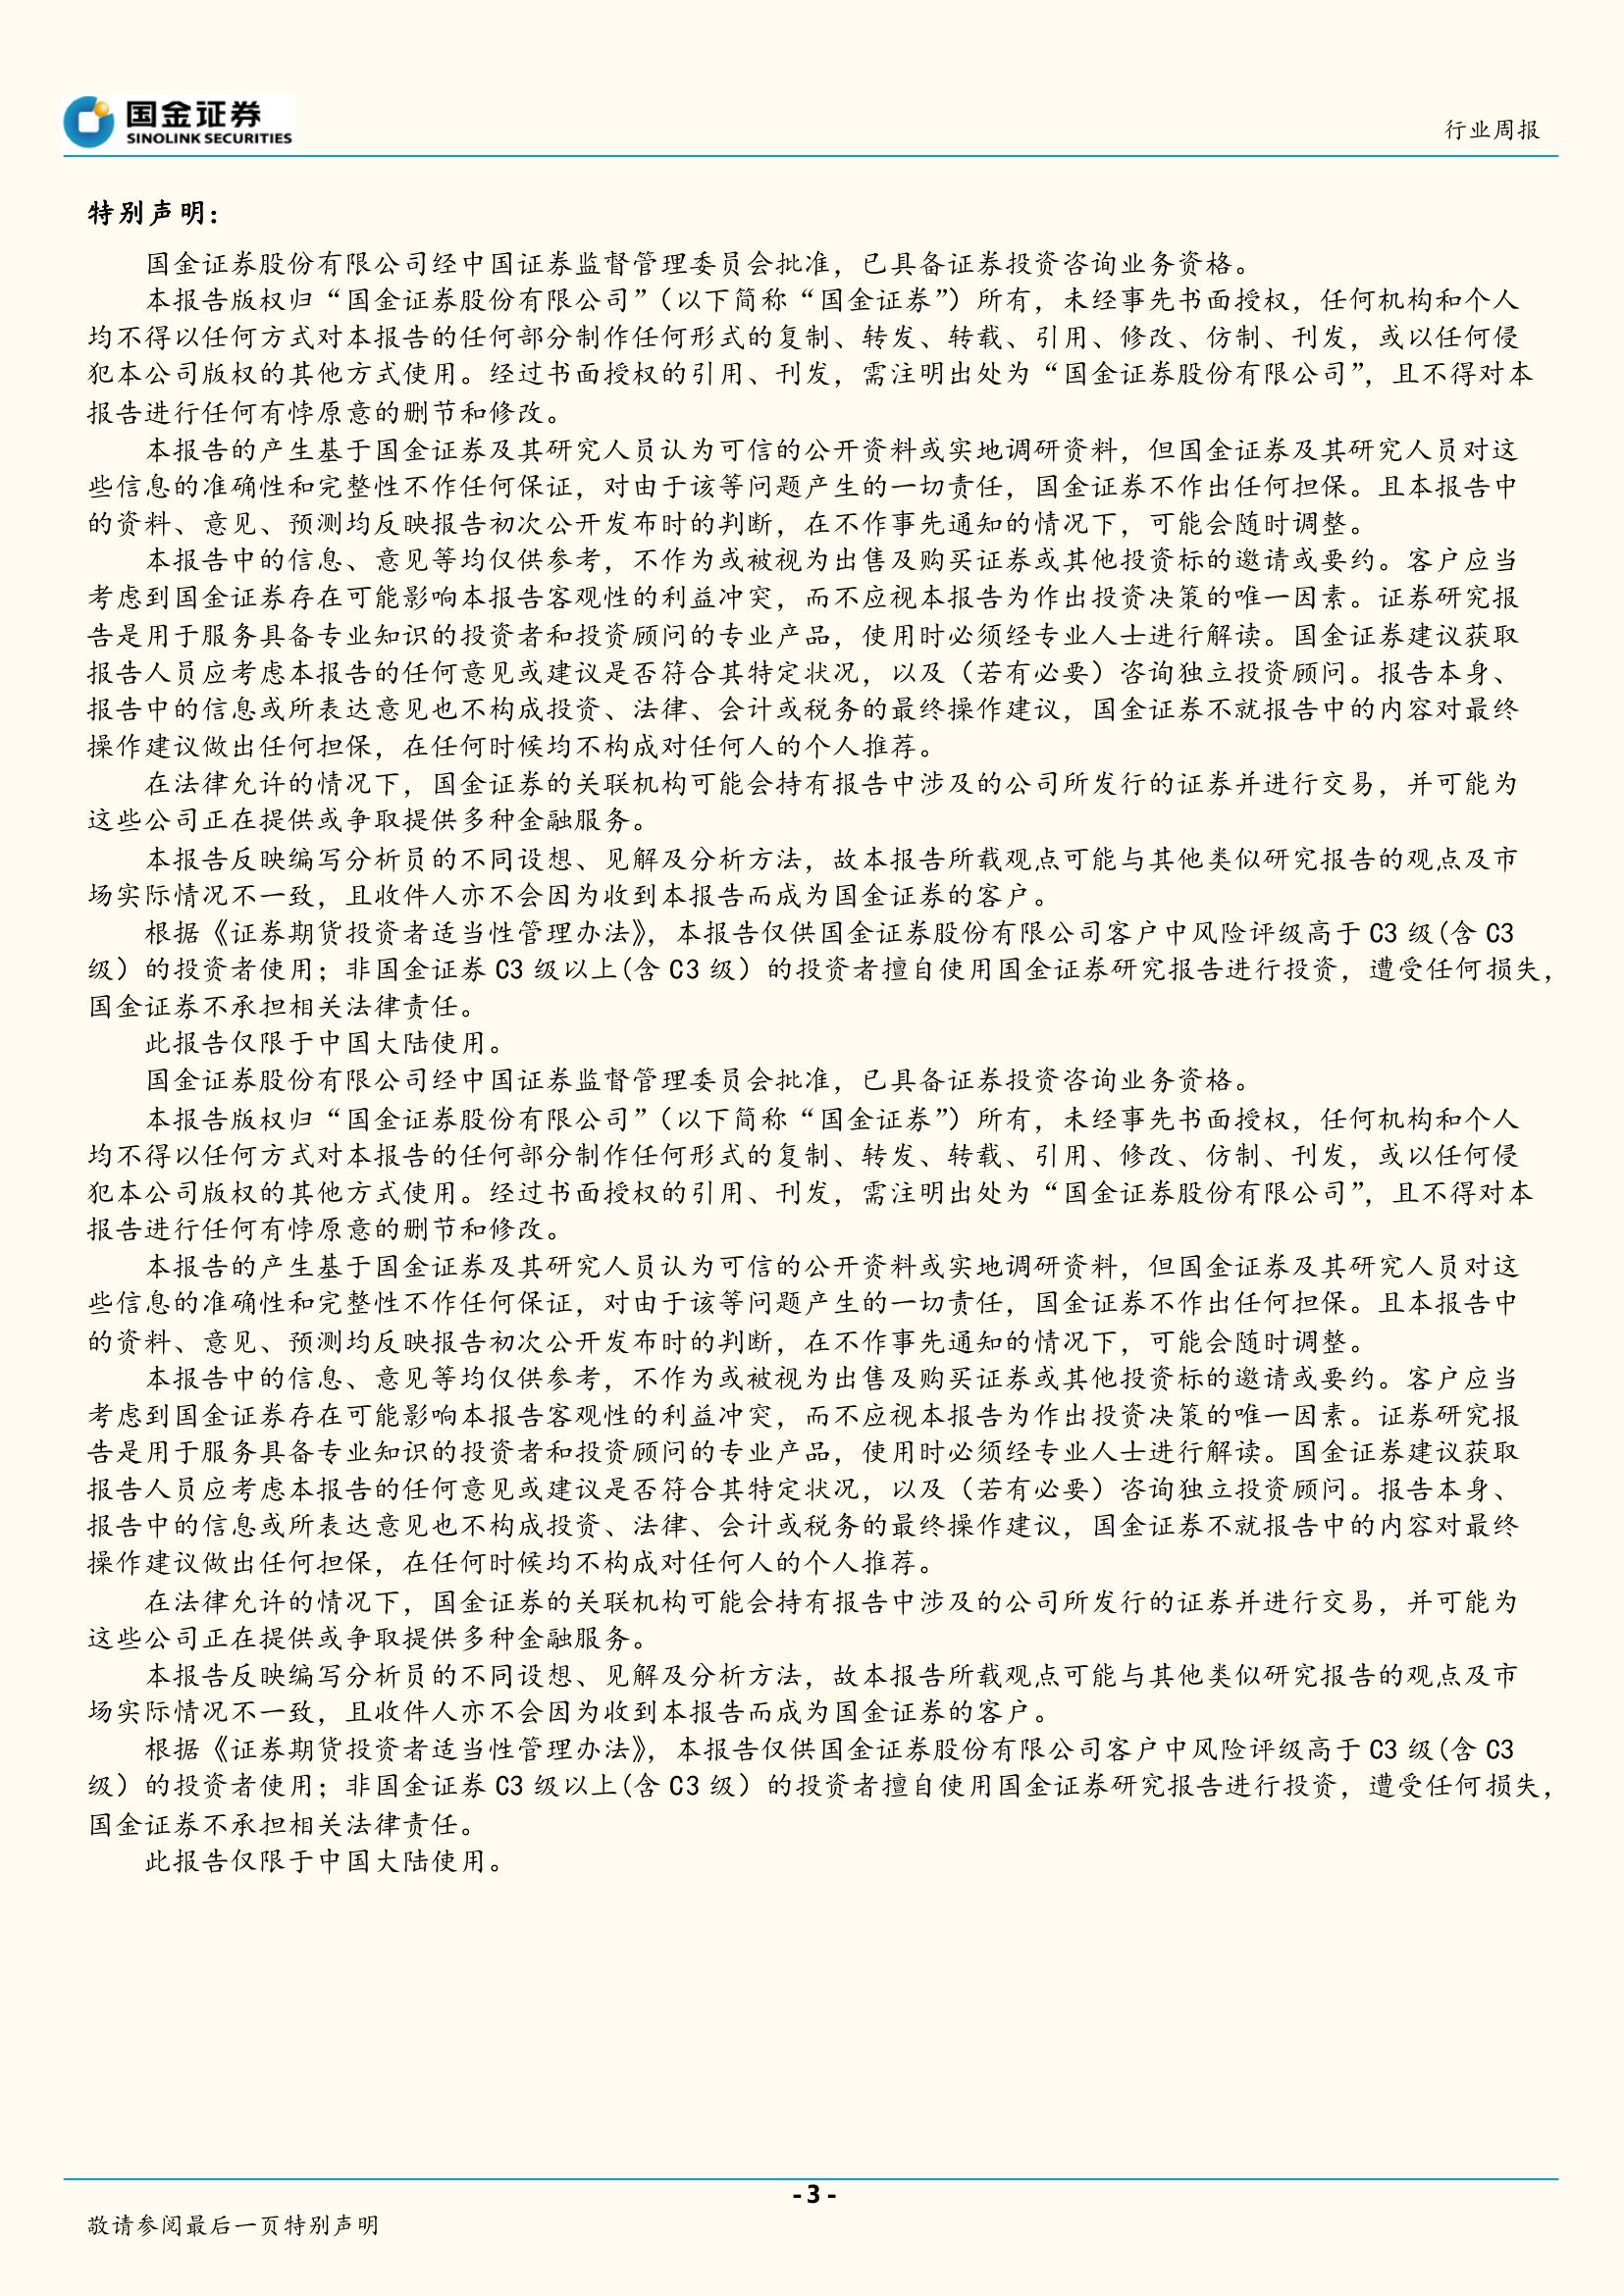 国金证券
SINOLINK SECURITIES
行业周报
特别声明：
国金证券股份有限公司经中国证券监督管理委员会批准，已具备证券投资咨询业务资格。
本报告版权归“国金证券股份有限公司”（以下简称“国金证券”）所有，未经事先书面授权，任何机构和个人
均不得以任何方式对本报告的任何部分制作任何形式的复制、转发、转载、引用、修改、仿制、刊发，或以任何侵
犯本公司版权的其他方式使用。经过书面授权的引用、刊发，需注明出处为“国金证券股份有限公司”，且不得对本
报告进行任何有悖原意的删节和修改。
本报告的产生基于国金证券及其研究人员认为可信的公开资料或实地调研资料，但国金证券及其研究人员对这
些信息的准确性和完整性不作任何保证，对由于该等问题产生的一切责任，国金证券不作出任何担保。且本报告中
的资料、意见、预测均反映报告初次公开发布时的判断，在不作事先通知的情况下，可能会随时调整。
本报告中的信息、意见等均仅供参考，不作为或被视为出售及购买证券或其他投资标的邀请或要约。客户应当
考虑到国金证券存在可能影响本报告客观性的利益冲突，而不应视本报告为作出投资决策的唯一因素。证券研究报
告是用于服务具备专业知识的投资者和投资顾问的专业产品，使用时必须经专业人士进行解读。国金证券建议获取
报告人员应考虑本报告的任何意见或建议是否符合其特定状况，以及（若有必要）咨询独立投资顾问。报告本身、
报告中的信息或所表达意见也不构成投资、法律、会计或税务的最终操作建议，国金证券不就报告中的内容对最终
操作建议做出任何担保，在任何时候均不构成对任何人的个人推荐。
在法律允许的情况下，国金证券的关联机构可能会持有报告中涉及的公司所发行的证券并进行交易，并可能为
这些公司正在提供或争取提供多种金融服务。
本报告反映编写分析员的不同设想、见解及分析方法，故本报告所载观点可能与其他类似研究报告的观点及市
场实际情况不一致，且收件人亦不会因为收到本报告而成为国金证券的客户。
根据《证券期货投资者适当性管理办法》，本报告仅供国金证券股份有限公司客户中风险评级高于 C3 级(含 C3
级）的投资者使用；非国金证券 C3 级以上(含 C3 级）的投资者擅自使用国金证券研究报告进行投资，遭受任何损失，
国金证券不承担相关法律责任。
此报告仅限于中国大陆使用。
国金证券股份有限公司经中国证券监督管理委员会批准，已具备证券投资咨询业务资格。
本报告版权归“国金证券股份有限公司”（以下简称“国金证券”）所有，未经事先书面授权，任何机构和个人
均不得以任何方式对本报告的任何部分制作任何形式的复制、转发、转载、引用、修改、仿制、刊发，或以任何侵
犯本公司版权的其他方式使用。经过书面授权的引用、刊发，需注明出处为“国金证券股份有限公司”，且不得对本
报告进行任何有悖原意的删节和修改。
本报告的产生基于国金证券及其研究人员认为可信的公开资料或实地调研资料，但国金证券及其研究人员对这
些信息的准确性和完整性不作任何保证，对由于该等问题产生的一切责任，国金证券不作出任何担保。且本报告中
的资料、意见、预测均反映报告初次公开发布时的判断，在不作事先通知的情况下，可能会随时调整。
本报告中的信息、意见等均仅供参考，不作为或被视为出售及购买证券或其他投资标的邀请或要约。客户应当
考虑到国金证券存在可能影响本报告客观性的利益冲突，而不应视本报告为作出投资决策的唯一因素。证券研究报
告是用于服务具备专业知识的投资者和投资顾问的专业产品，使用时必须经专业人士进行解读。国金证券建议获取
报告人员应考虑本报告的任何意见或建议是否符合其特定状况，以及（若有必要）咨询独立投资顾问。报告本身、
报告中的信息或所表达意见也不构成投资、法律、会计或税务的最终操作建议，国金证券不就报告中的内容对最终
操作建议做出任何担保，在任何时候均不构成对任何人的个人推荐。
在法律允许的情况下，国金证券的关联机构可能会持有报告中涉及的公司所发行的证券并进行交易，并可能为
这些公司正在提供或争取提供多种金融服务。
本报告反映编写分析员的不同设想、见解及分析方法，故本报告所载观点可能与其他类似研究报告的观点及市
场实际情况不一致，且收件人亦不会因为收到本报告而成为国金证券的客户。
根据《证券期货投资者适当性管理办法》，本报告仅供国金证券股份有限公司客户中风险评级高于 C3 级(含 C3
级）的投资者使用；非国金证券 C3 级以上(含 C3 级）的投资者擅自使用国金证券研究报告进行投资，遭受任何损失，
国金证券不承担相关法律责任。
此报告仅限于中国大陆使用。
- 3 -
敬请参阅最后一页特别声明